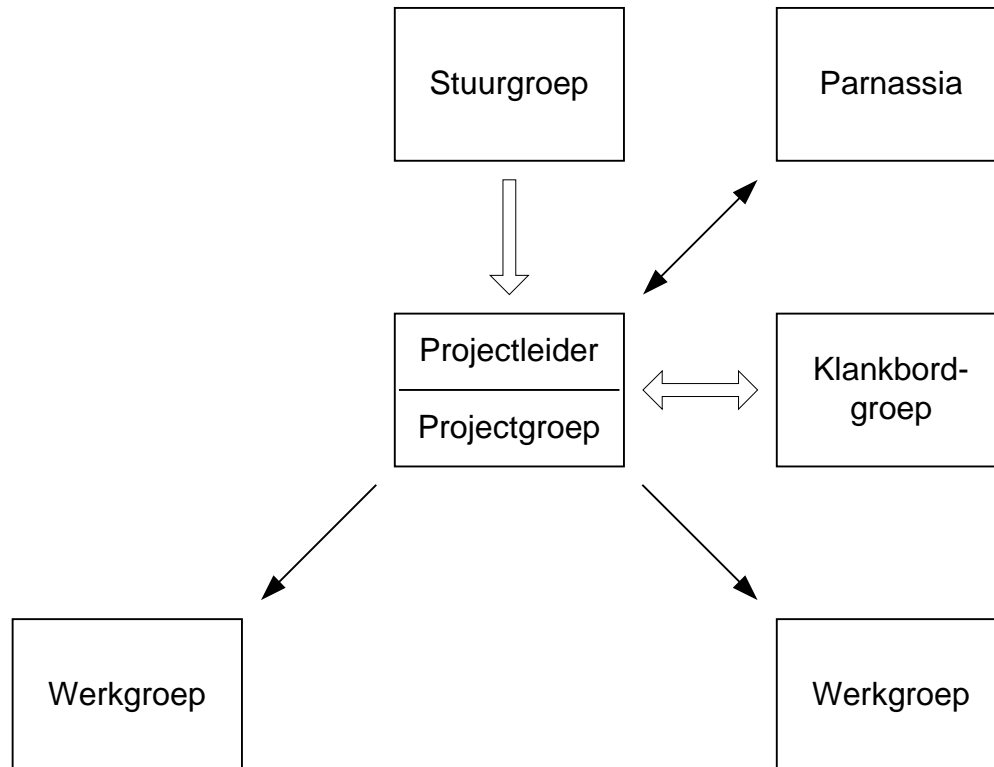 Stuurgroep
Parnassia
Projectleider
Projectgroep
Klankbord-
groep
Werkgroep
Werkgroep